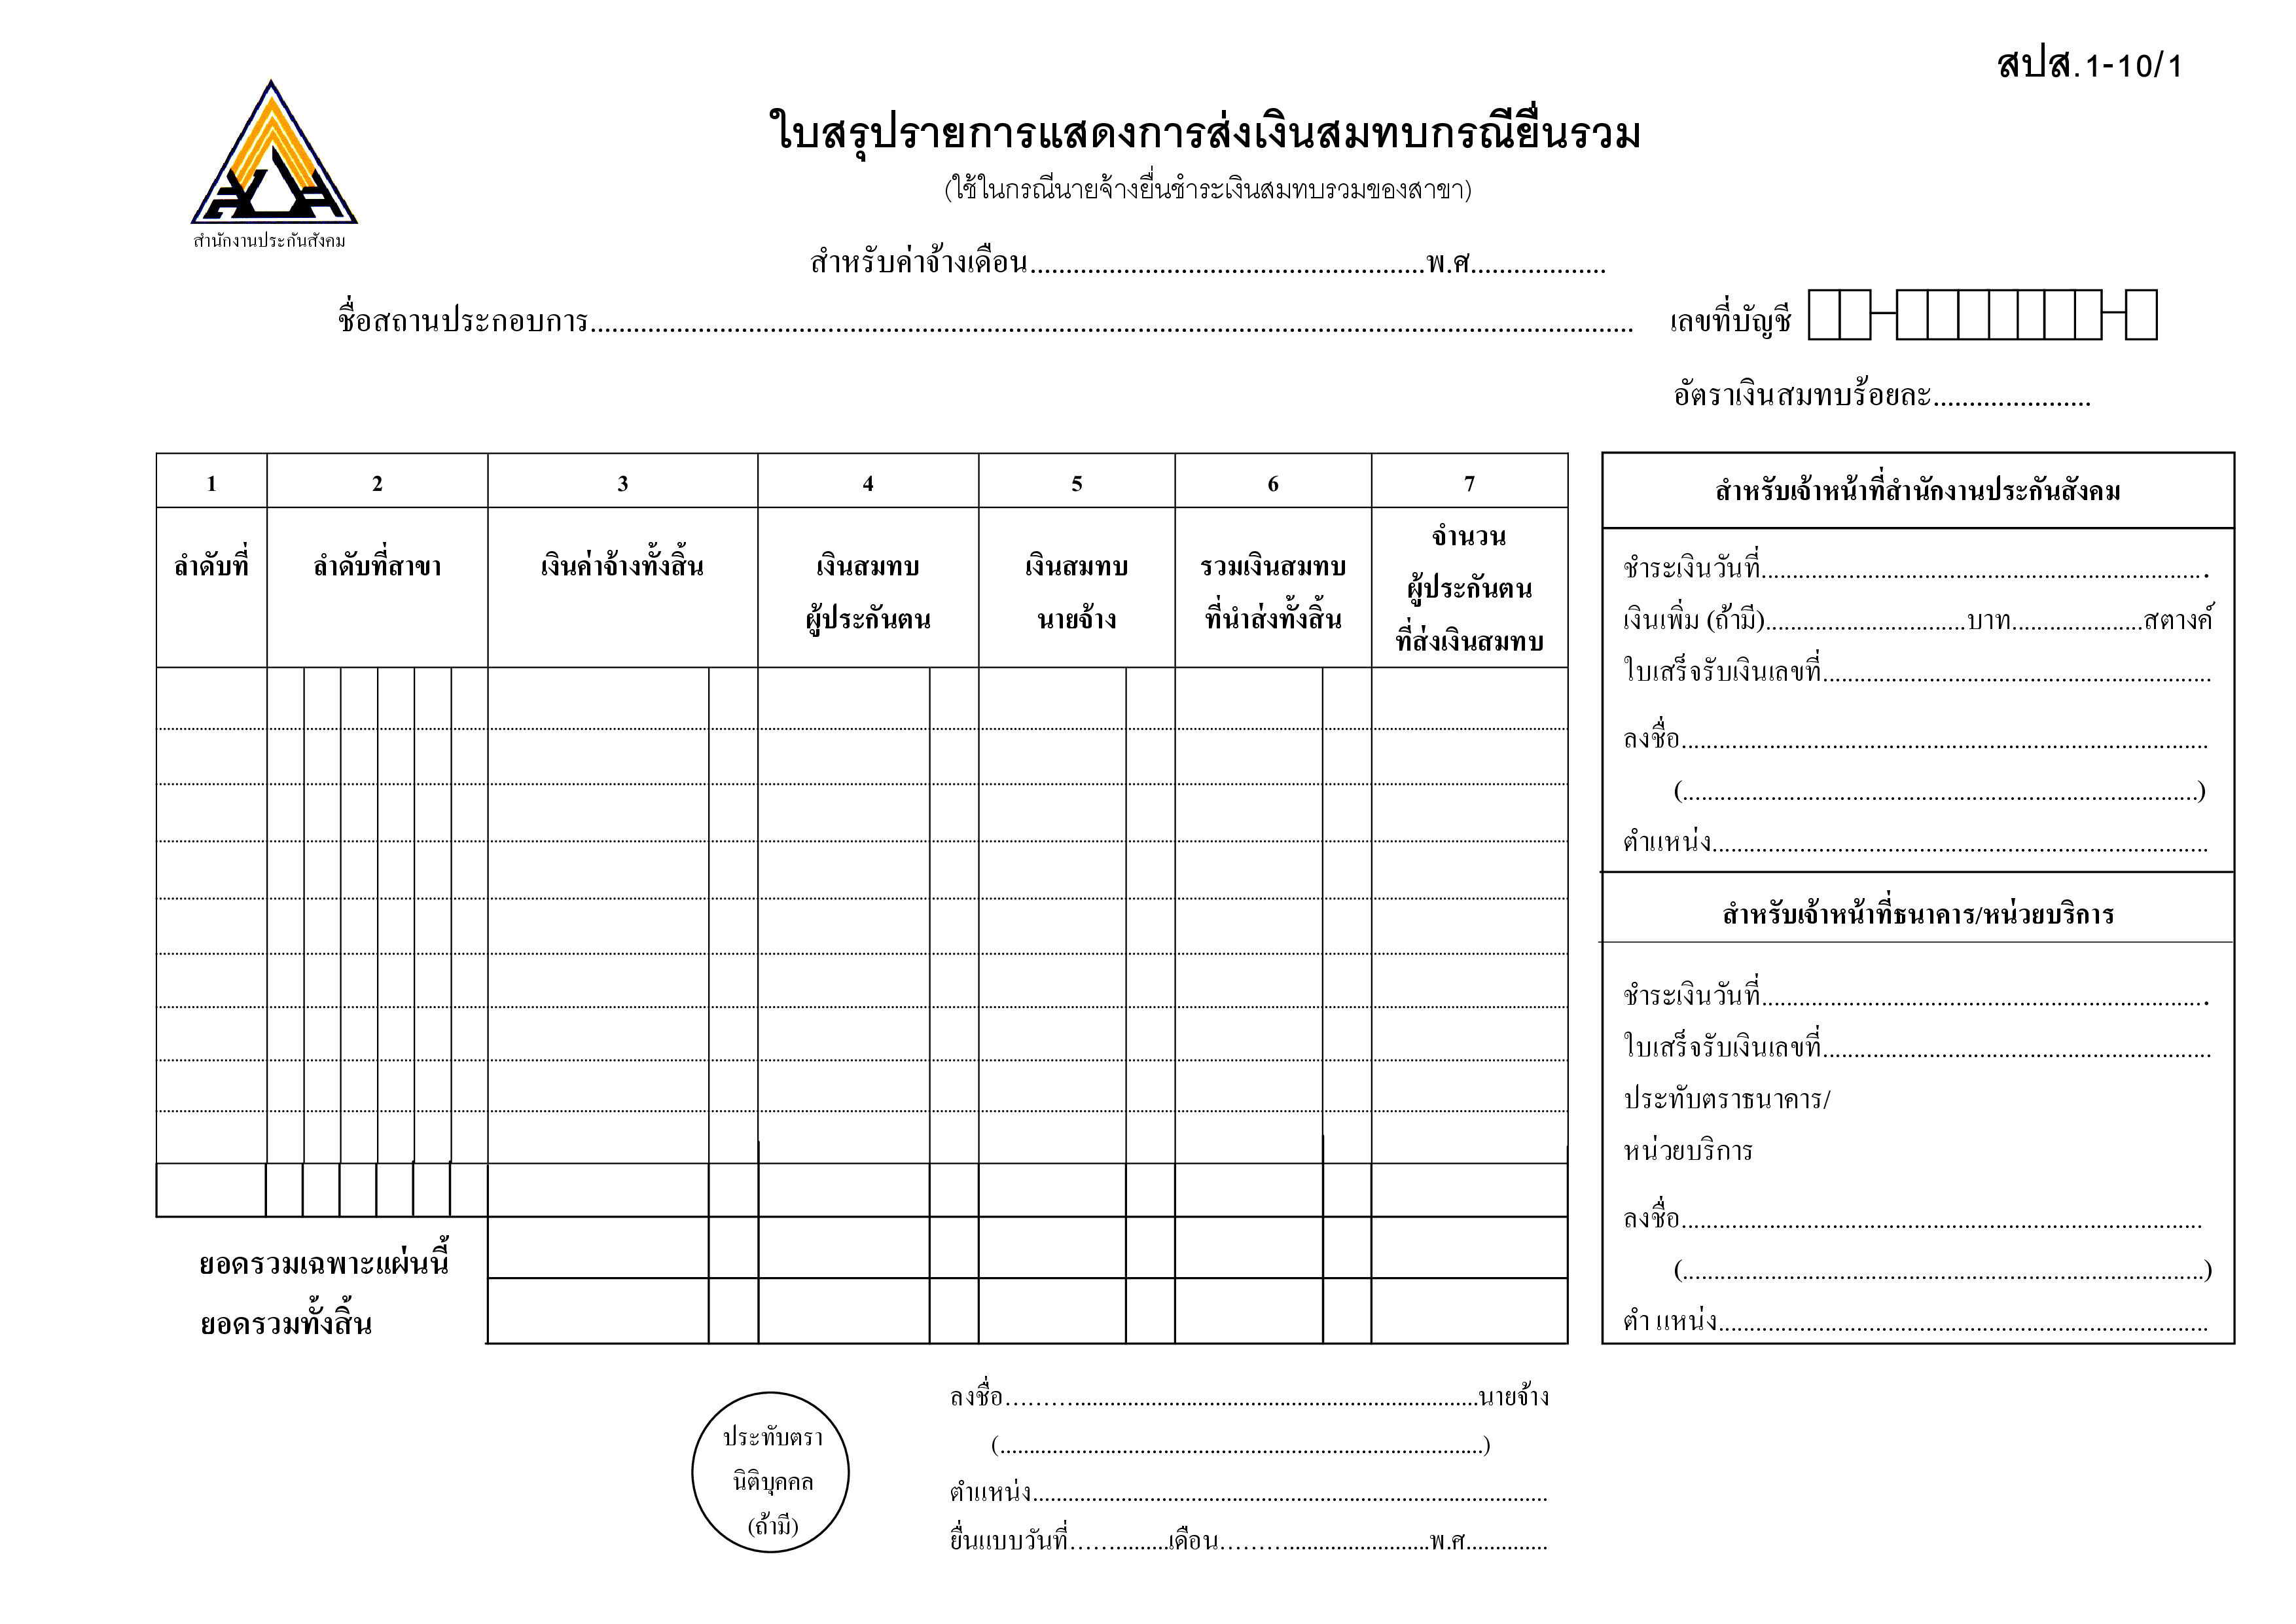 สปส.1-10/1
ใบสรุปรายการแสดงการส่งเงินสมทบกรณียื่นรวม
(ใช้ในกรณีนายจ้างยื่นชำระเงินสมทบรวมของสาขา)
สำนักงานประกันสังคม
สำหรับค่าจ้างเดือน.......................................................พ.ศ...................
ชื่อสถานประกอบการ.................................................................................................................................................... เลขที่บัญชี
อัตราเงินสมทบร้อยละ......................
1 2 3 4 5 6 7
ลำดับที่ ลำดับที่สาขา เงินค่าจ้างทั้งสิ้น เงินสมทบ เงินสมทบ รวมเงินสมทบ จำนวน
ผู้ประกันตน นายจ้าง ที่นำส่งทั้งสิ้น ผู้ประกันตน
ที่ส่งเงินสมทบ
ยอดรวมเฉพาะแผ่นนี้
ยอดรวมทั้งสิ้น
สำหรับเจ้าหน้าที่สำนักงานประกันสังคม
ชำระเงินวันที่.......................................................................
เงินเพิ่ม (ถ้ามี)................................บาท.....................สตางค์
ใบเสร็จรับเงินเลขที่..............................................................
ลงชื่อ....................................................................................
(..................................................................................)
ตำแหน่ง...............................................................................
สำหรับเจ้าหน้าที่ธนาคาร/หน่วยบริการ
ชำระเงินวันที่.......................................................................
ใบเสร็จรับเงินเลขที่..............................................................
ประทับตราธนาคาร/
หน่วยบริการ
ลงชื่อ...................................................................................
(...................................................................................)
ตำ แหน่ง..............................................................................
ประทับตรา
นิติบุคคล
(ถ้ามี)
ลงชื่อ………......................................................................นายจ้าง
(..................................................................................)
ตำแหน่ง........................................................................................
ยื่นแบบวันที่…….........เดือน………........................พ.ศ..............